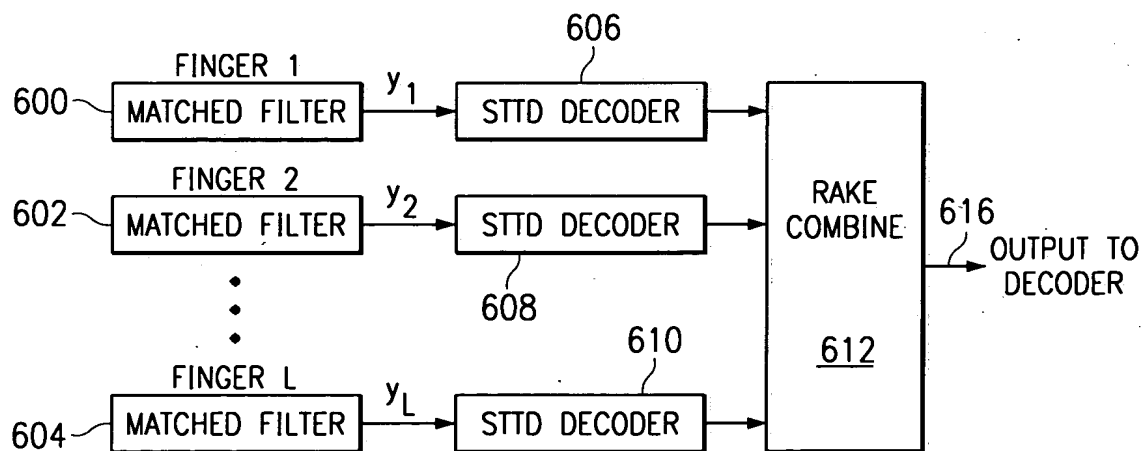 606
FINGER 1
600
MATCHED FILTER
y1
STTD DECODER
FINGER 2
602
MATCHED FILTER
y2
STTD DECODER
608
RAKE
COMBINE
612
616
OUTPUT TO
DECODER
610
FINGER L
604
MATCHED FILTER
yL
STTD DECODER